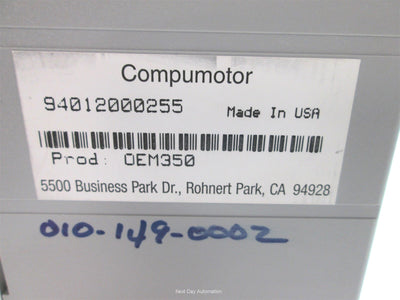 Compumotor
94012000255 Made In USA
Prod: OEM350
5500 Business Park Dr., Rohnert Park, CA 94928
010-149-0002
Next Day Automation